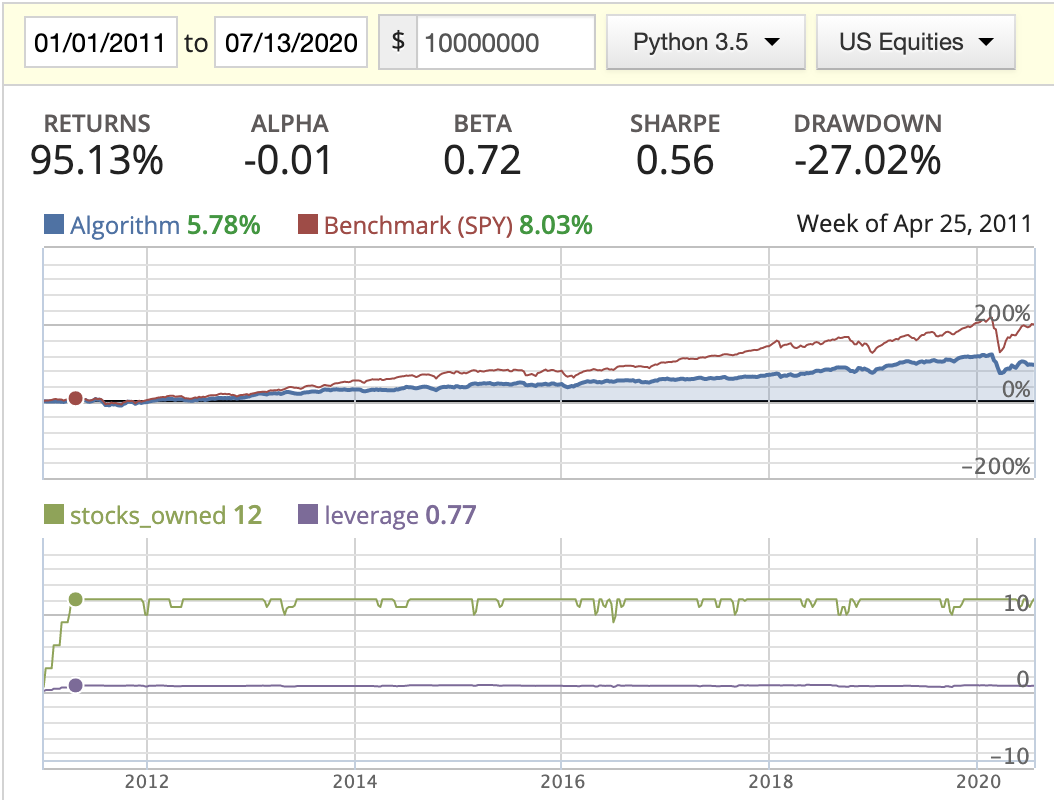 01/01/2011 to 07/13/2020 $ 10000000 Python 3.5 US Equities
RETURNS ALPHA BETA SHARPE DRAWDOWN
95.13% -0.01 0.72 0.56 -27.02%
Algorithm 5.78% Benchmark (SPY) 8.03% Week of Apr 25, 2011
200%
0%
−200%
stocks_owned 12 leverage 0.77
10
0
−10
2012 2014 2016 2018 2020